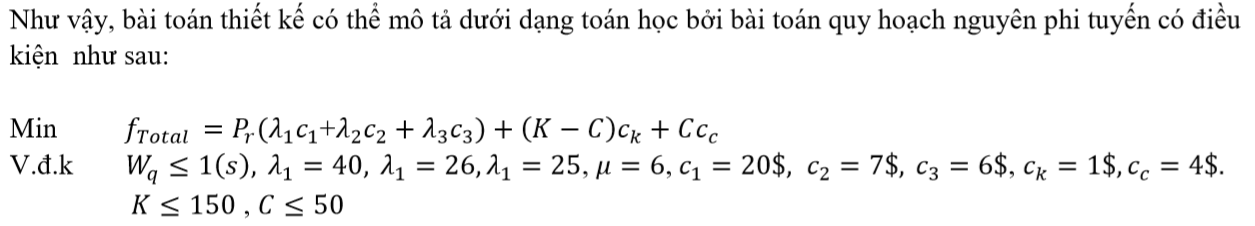 Như vậy, bài toán thiết kế có thể mô tả dưới dạng toán học bởi bài toán quy hoạch nguyên phi tuyến có điều
kiện như sau:
Min f_{Total} = P_r(λ_1c_1+λ_2c_2 + λ_3c_3) + (K − C)c_k + Cc_c
V.đ.k W_q ≤ 1(s), λ_1 = 40, λ_1 = 26, λ_1 = 25, μ = 6, c_1 = 20$, c_2 = 7$, c_3 = 6$, c_k = 1$, c_c = 4$.
K ≤ 150 , C ≤ 50